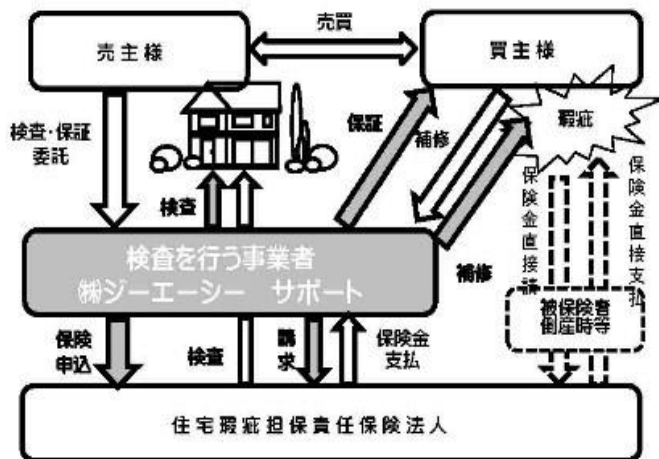 売買
売主様
買主様
検査・保証
委託
保証
補修
瑕疵
検査
保険金直接請
保険金直接支払
検査を行う事業者
㈱ジーエーシー　サポート
補修
被保険者
倒産時等
保険
申込
検査
請
求
保険金
支払
住宅瑕疵担保責任保険法人